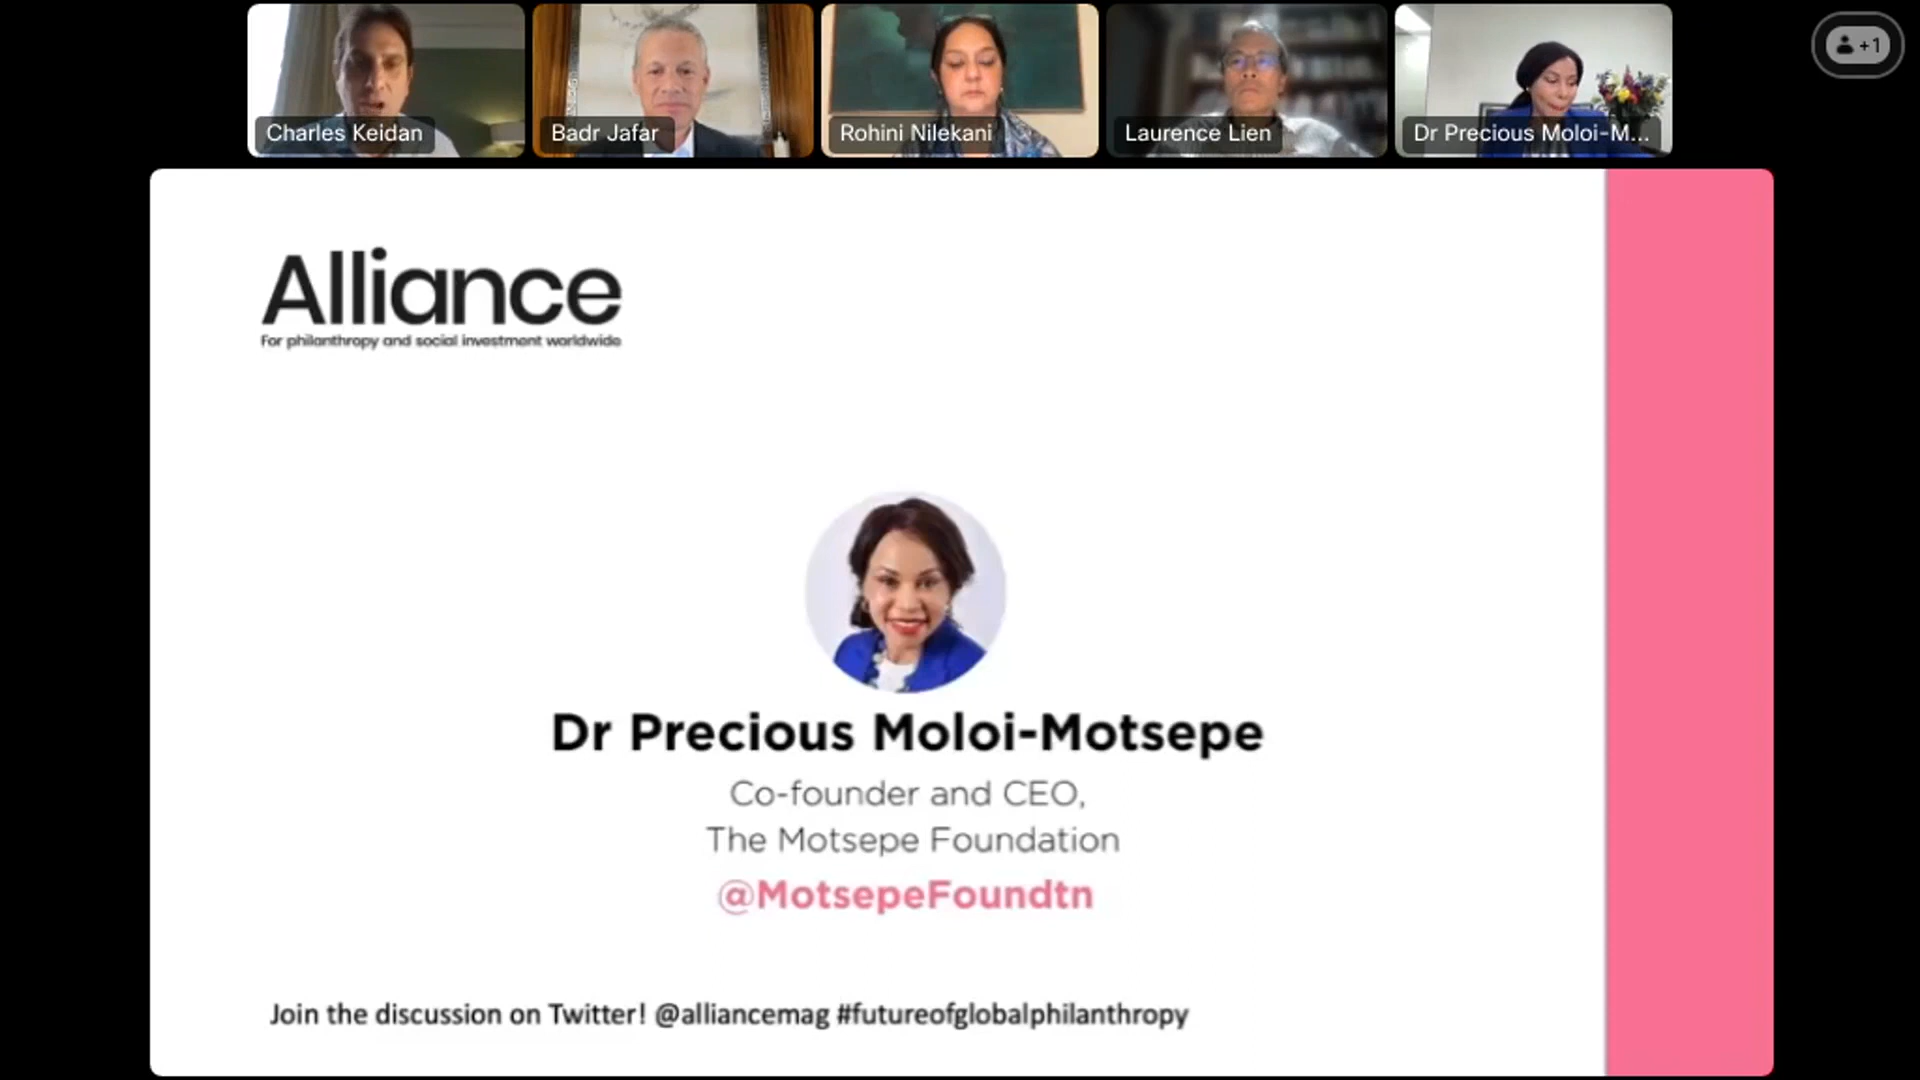 Charles Keidan
Badr Jafar
Rohini Nilekani
Laurence Lien
Dr Precious Moloi-M...
+1
Alliance
For philanthropy and social investment worldwide
Dr Precious Moloi-Motsepe
Co-founder and CEO,
The Motsepe Foundation
@MotsepeFoundtn
Join the discussion on Twitter! @alliancemag #futureofglobalphilanthropy